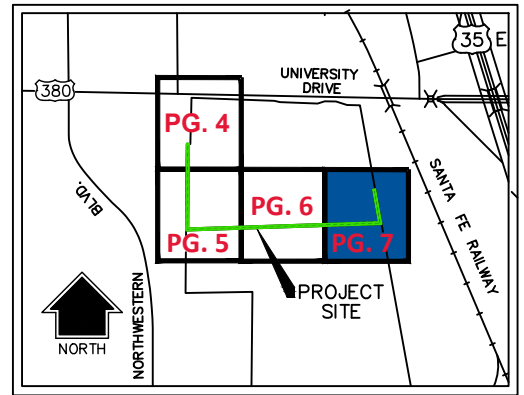 35 E
UNIVERSITY
DRIVE
380
PG. 4
PG. 6
PG. 5
PG. 7
SANTA FE RAILWAY
BLVD.
NORTHWESTERN
PROJECT
SITE
NORTH